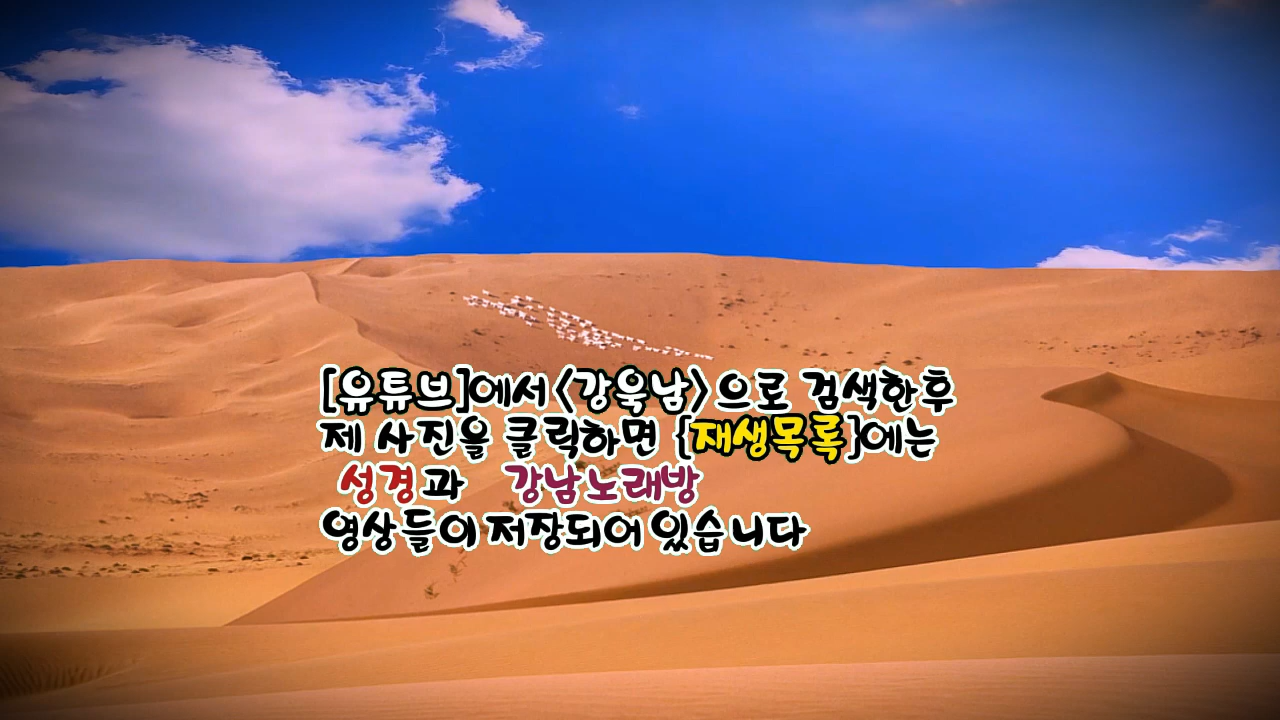 [유튜브]에서 <강욱남> 으로 검색한후
제 사진을 클릭하면 {재생목록}에는
성경과 강남노래방
영상들이 저장되어 있습니다